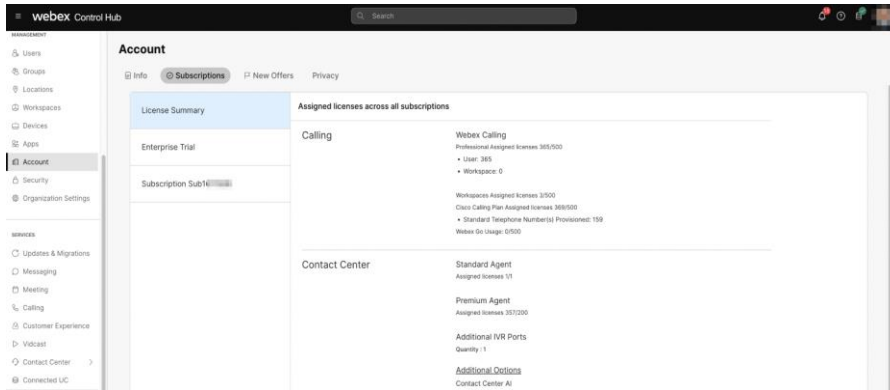 webex Control Hub
Search
MANAGEMENT
Users
Groups
Locations
Workspaces
Devices
Apps
Account
Security
Organization Settings
SERVICES
Updates & Migrations
Messaging
Meeting
Calling
Customer Experience
Vidcast
Contact Center
Connected UC
Account
Info
Subscriptions
New Offers
Privacy
License Summary
Enterprise Trial
Subscription Sub16
Assigned licenses across all subscriptions
Calling
Webex Calling
Professional Assigned licenses 365/500
• User: 365
• Workspace: 0
Workspaces Assigned licenses 3/500
Cisco Calling Plan Assigned licenses 369/500
• Standard Telephone Number(s) Provisioned: 159
Webex Go Usage: 0/500
Contact Center
Standard Agent
Assigned licenses 1/1
Premium Agent
Assigned licenses 357/200
Additional IVR Ports
Quantity : 1
Additional Options
Contact Center AI